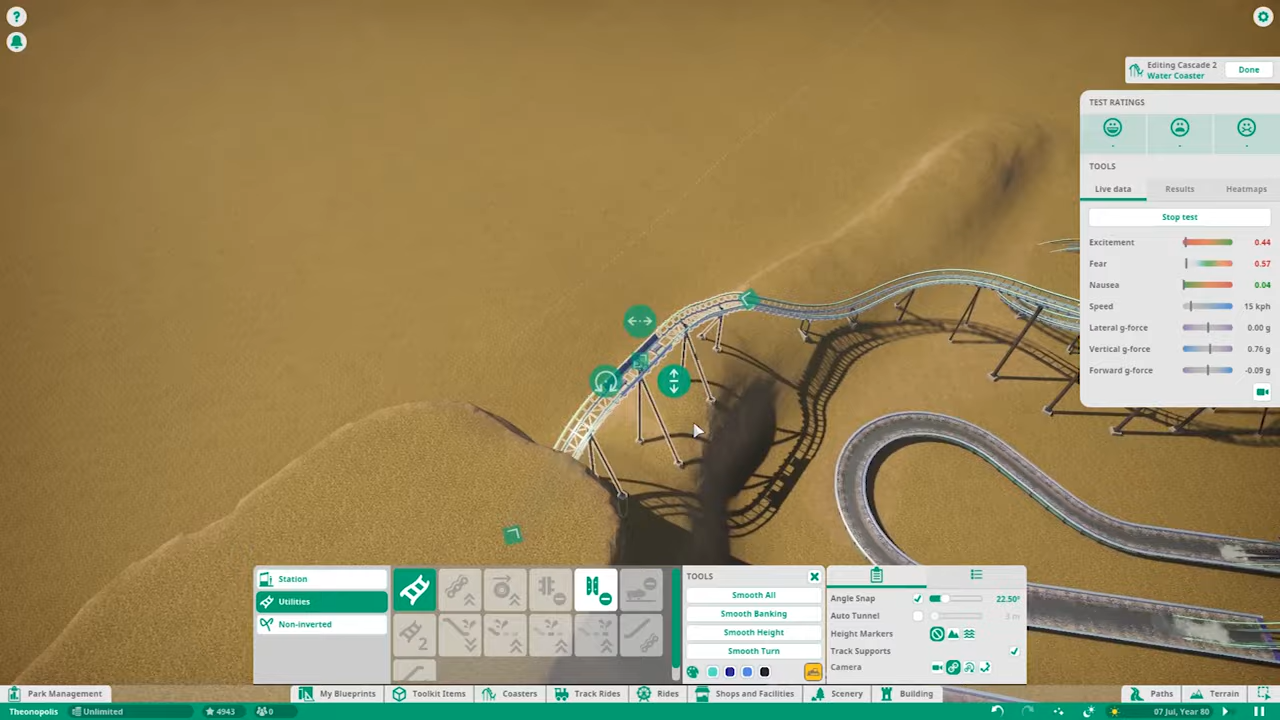 ?
Editing Cascade 2
Water Coaster
Done
TEST RATINGS
- - -
TOOLS
Live data Results Heatmaps
Stop test
Excitement 0.44
Fear 0.57
Nausea 0.04
Speed 15 kph
Lateral g-force 0.00 g
Vertical g-force 0.76 g
Forward g-force -0.09 g
Station
Utilities
Non-inverted
2
TOOLS
Smooth All
Smooth Banking
Smooth Height
Smooth Turn
Angle Snap 22.50°
Auto Tunnel 3 m
Height Markers
Track Supports
Camera
Park Management My Blueprints Toolkit Items Coasters Track Rides Rides Shops and Facilities Scenery Building Paths Terrain
Theonopolis Unlimited 4943 0 07 Jul, Year 80